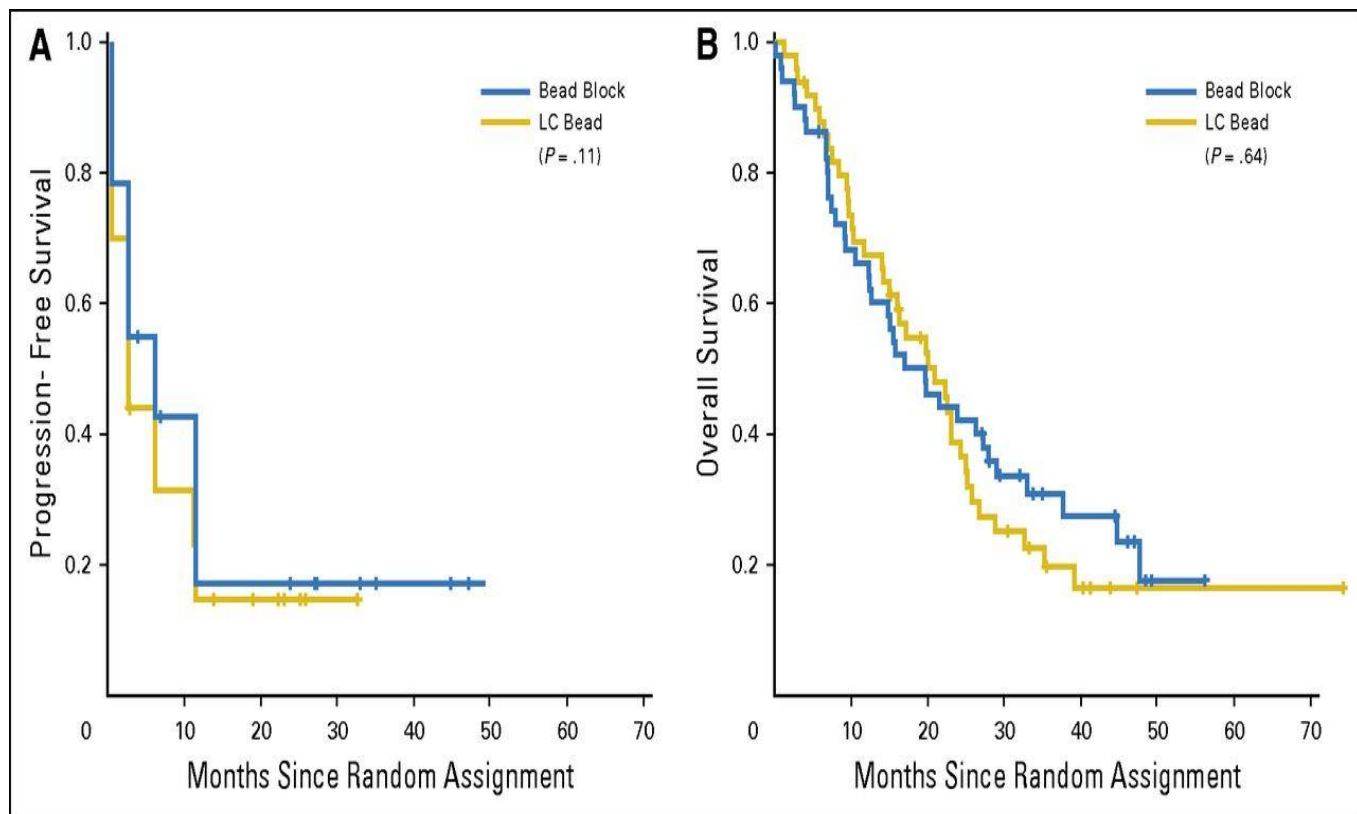 A
1.0
0.8
0.6
0.4
0.2
Progression- Free Survival
Bead Block
LC Bead
(P = .11)
0 10 20 30 40 50 60 70
Months Since Random Assignment
B
1.0
0.8
0.6
0.4
0.2
Overall Survival
Bead Block
LC Bead
(P = .64)
0 10 20 30 40 50 60 70
Months Since Random Assignment